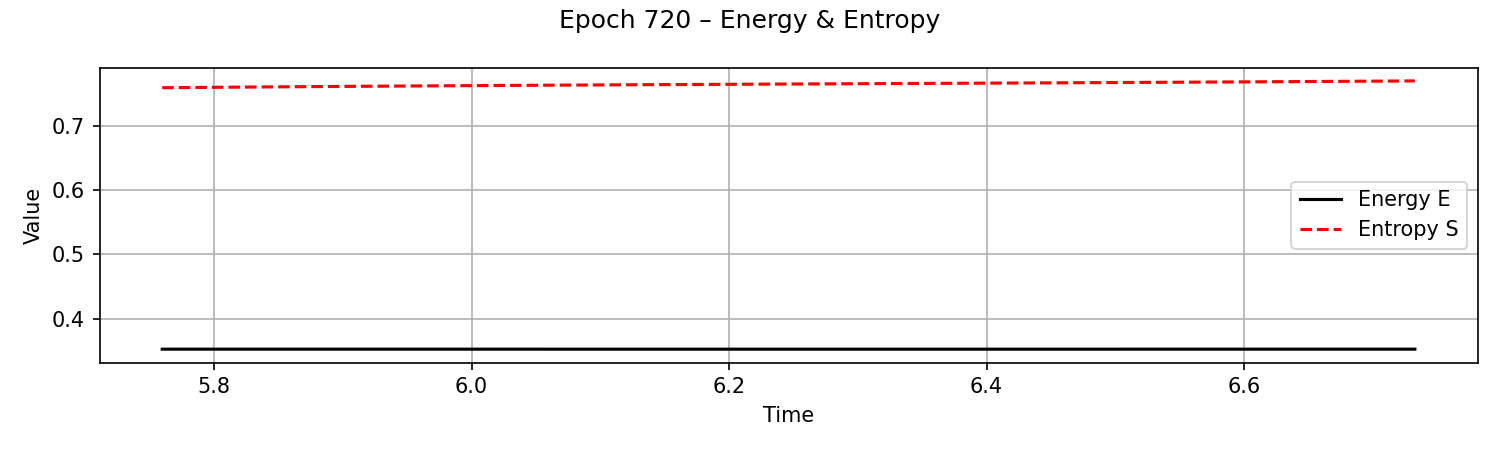 Epoch 720 – Energy & Entropy
Value
0.7
0.6
0.5
0.4
Energy E
Entropy S
5.8 6.0 6.2 6.4 6.6
Time